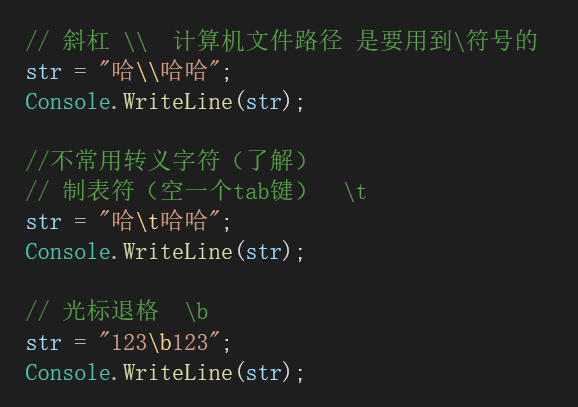 // 斜杠 \\  计算机文件路径 是要用到\符号的
str = "哈\\哈哈";
Console.WriteLine(str);
//不常用转义字符（了解）
// 制表符（空一个tab键）  \t
str = "哈\t哈哈";
Console.WriteLine(str);
// 光标退格  \b
str = "123\b123";
Console.WriteLine(str);